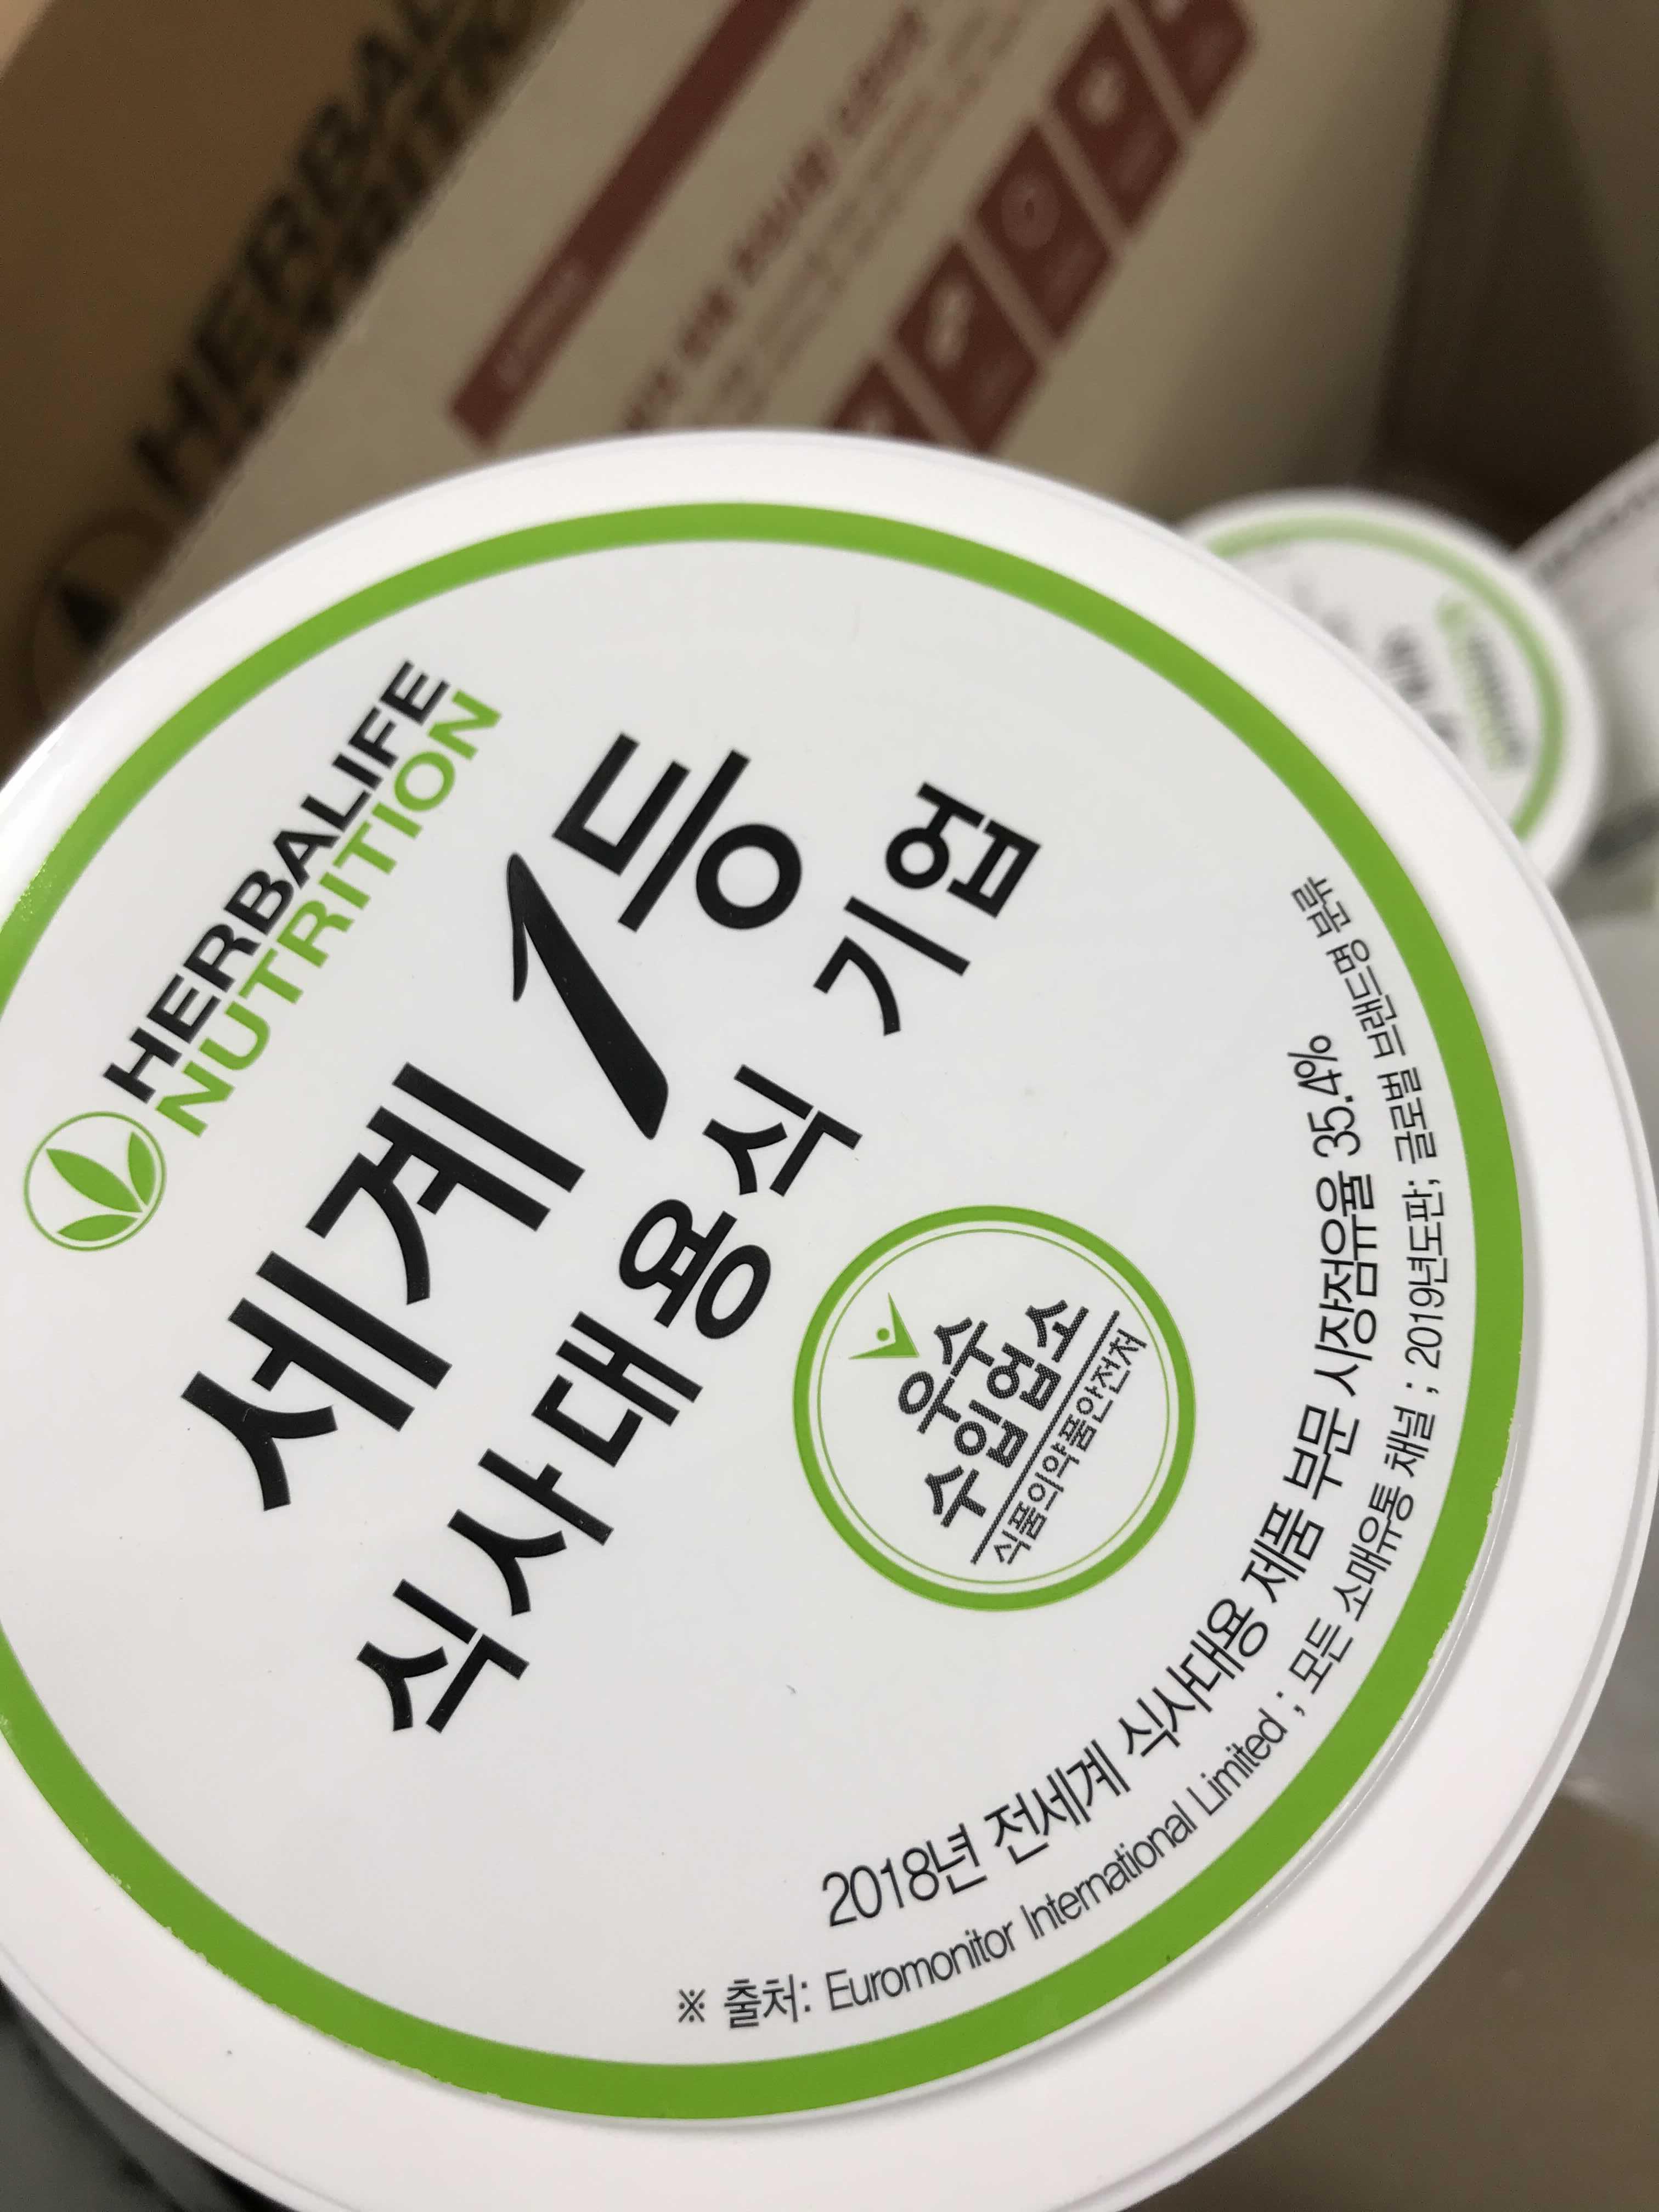 HERBALIFE
NUTRITION
세계 1등
식사대용식 기업
우수
수입업소
식품의약품안전처
2018년 전세계 식사대용 제품 부문 시장점유율 35.4%
※ 출처: Euromonitor International Limited ; 모든 소매유통 채널 ; 2019년도판; 글로벌 브랜드명 분류